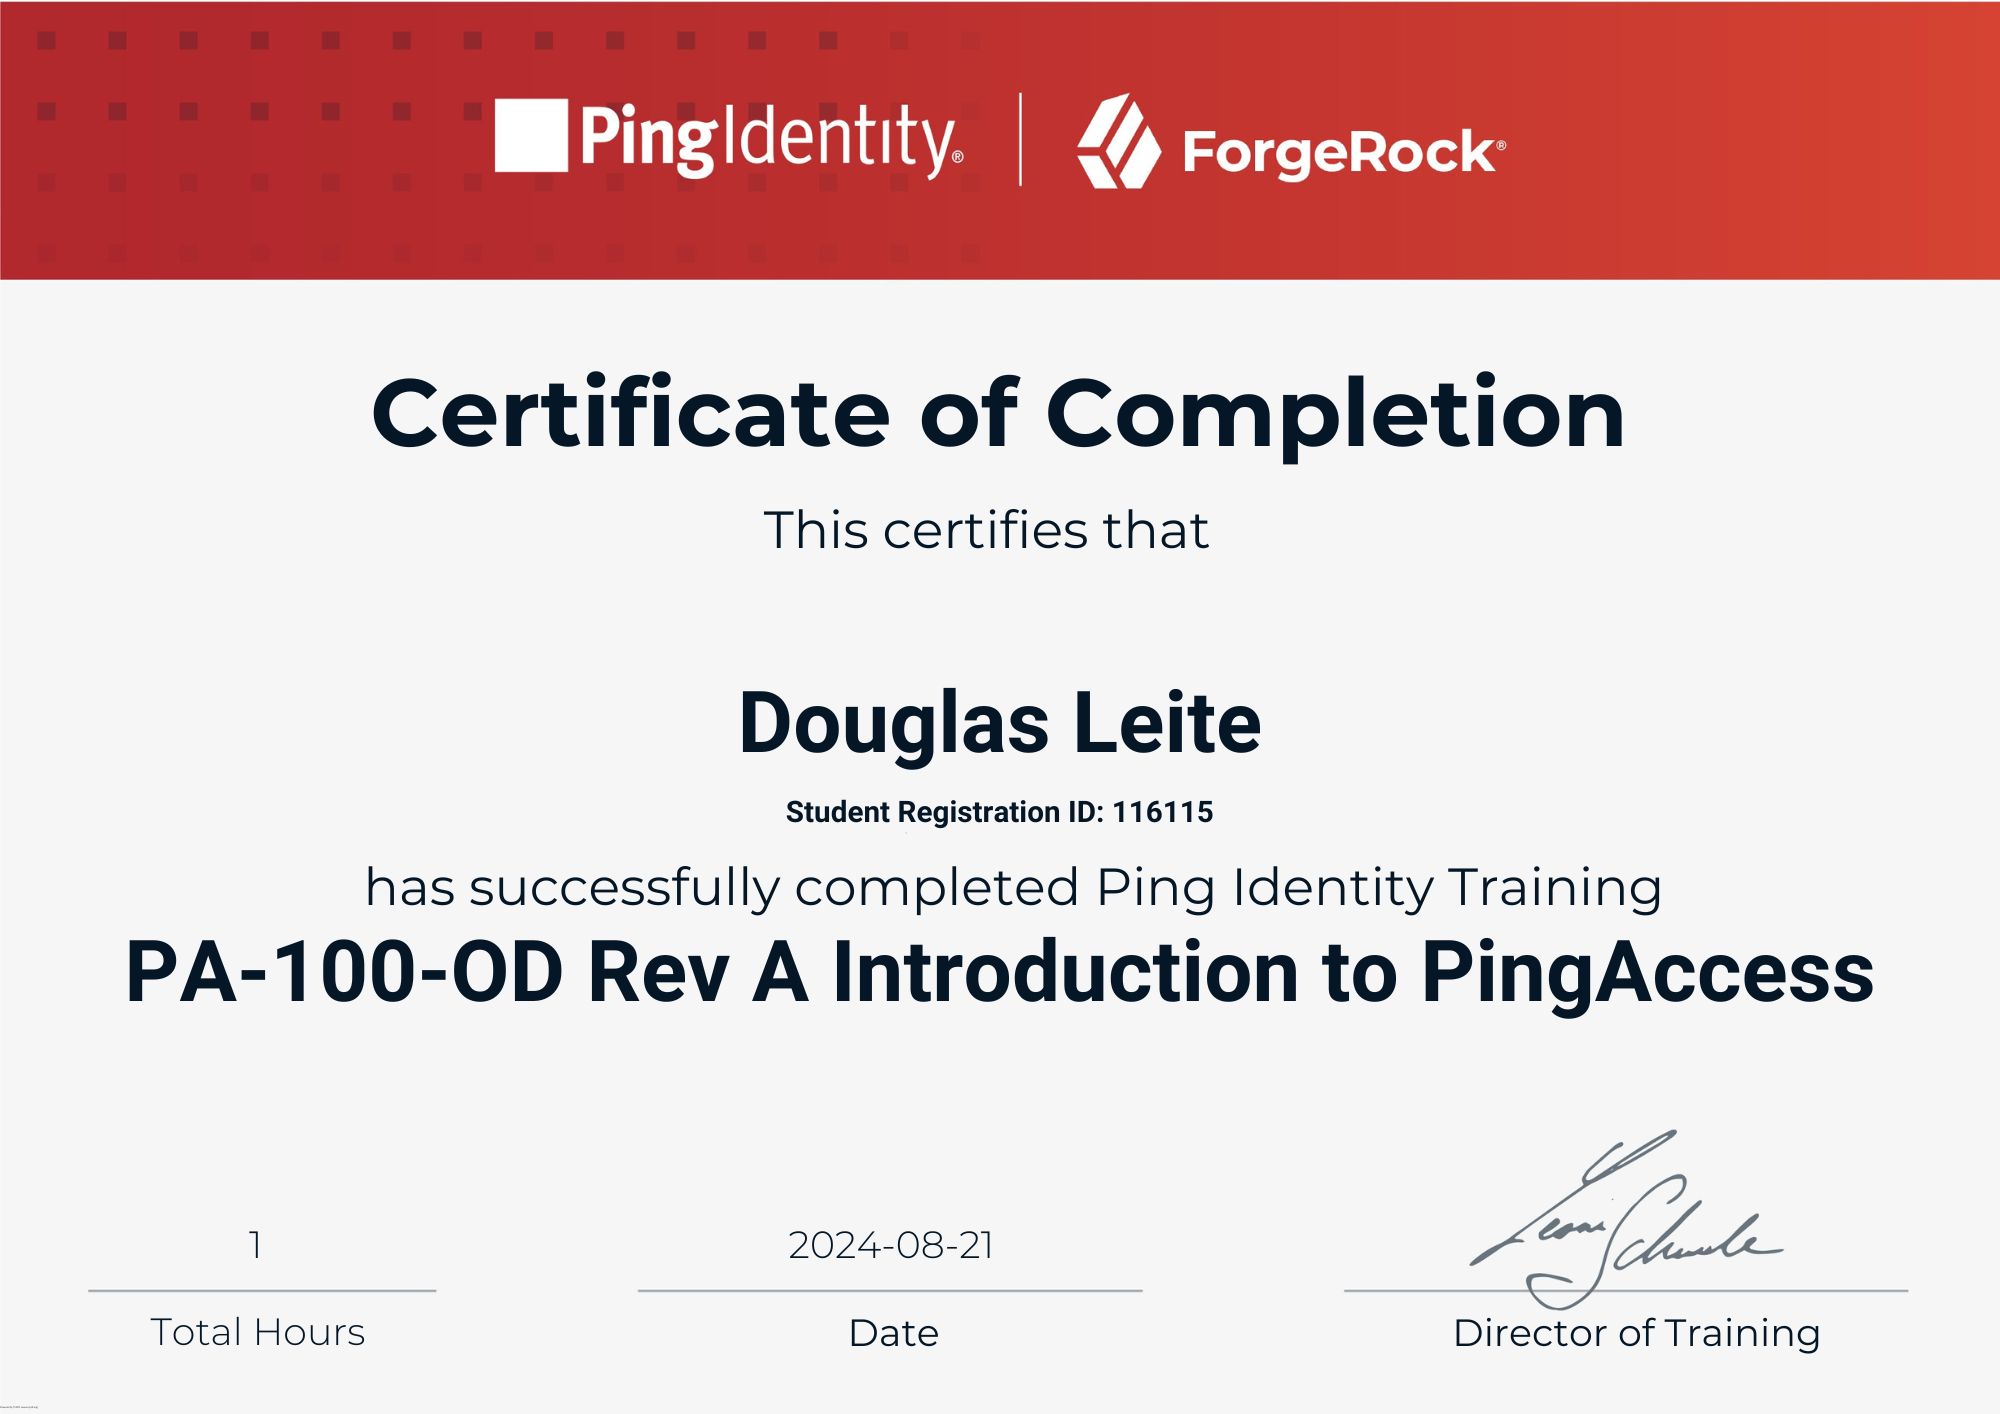 PingIdentity®
ForgeRock®
Certificate of Completion
This certifies that
Douglas Leite
Student Registration ID: 116115
has successfully completed Ping Identity Training
PA-100-OD Rev A Introduction to PingAccess
1
2024-08-21
Total Hours
Date
Director of Training